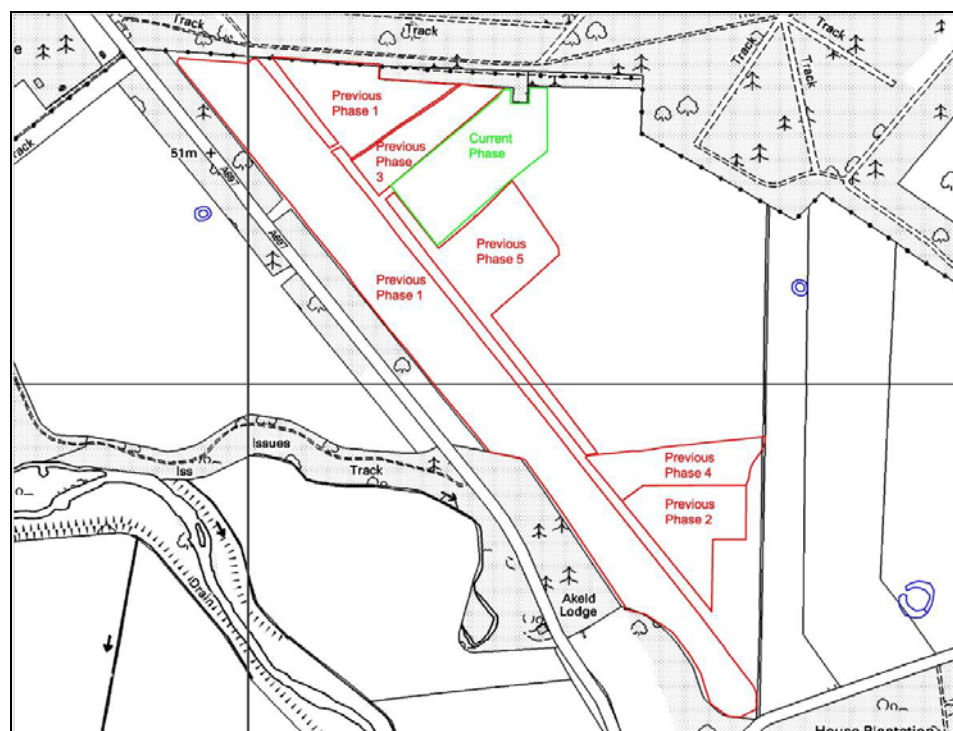 Track
Track
Track
Track
e
rack
51m
A697
A697
Previous
Phase 1
Previous
Phase
3
Current
Phase
Previous
Phase 5
Previous
Phase 1
Issues
Iss
Track
Drain
Previous
Phase 4
Previous
Phase 2
Akeld
Lodge
House Plantation